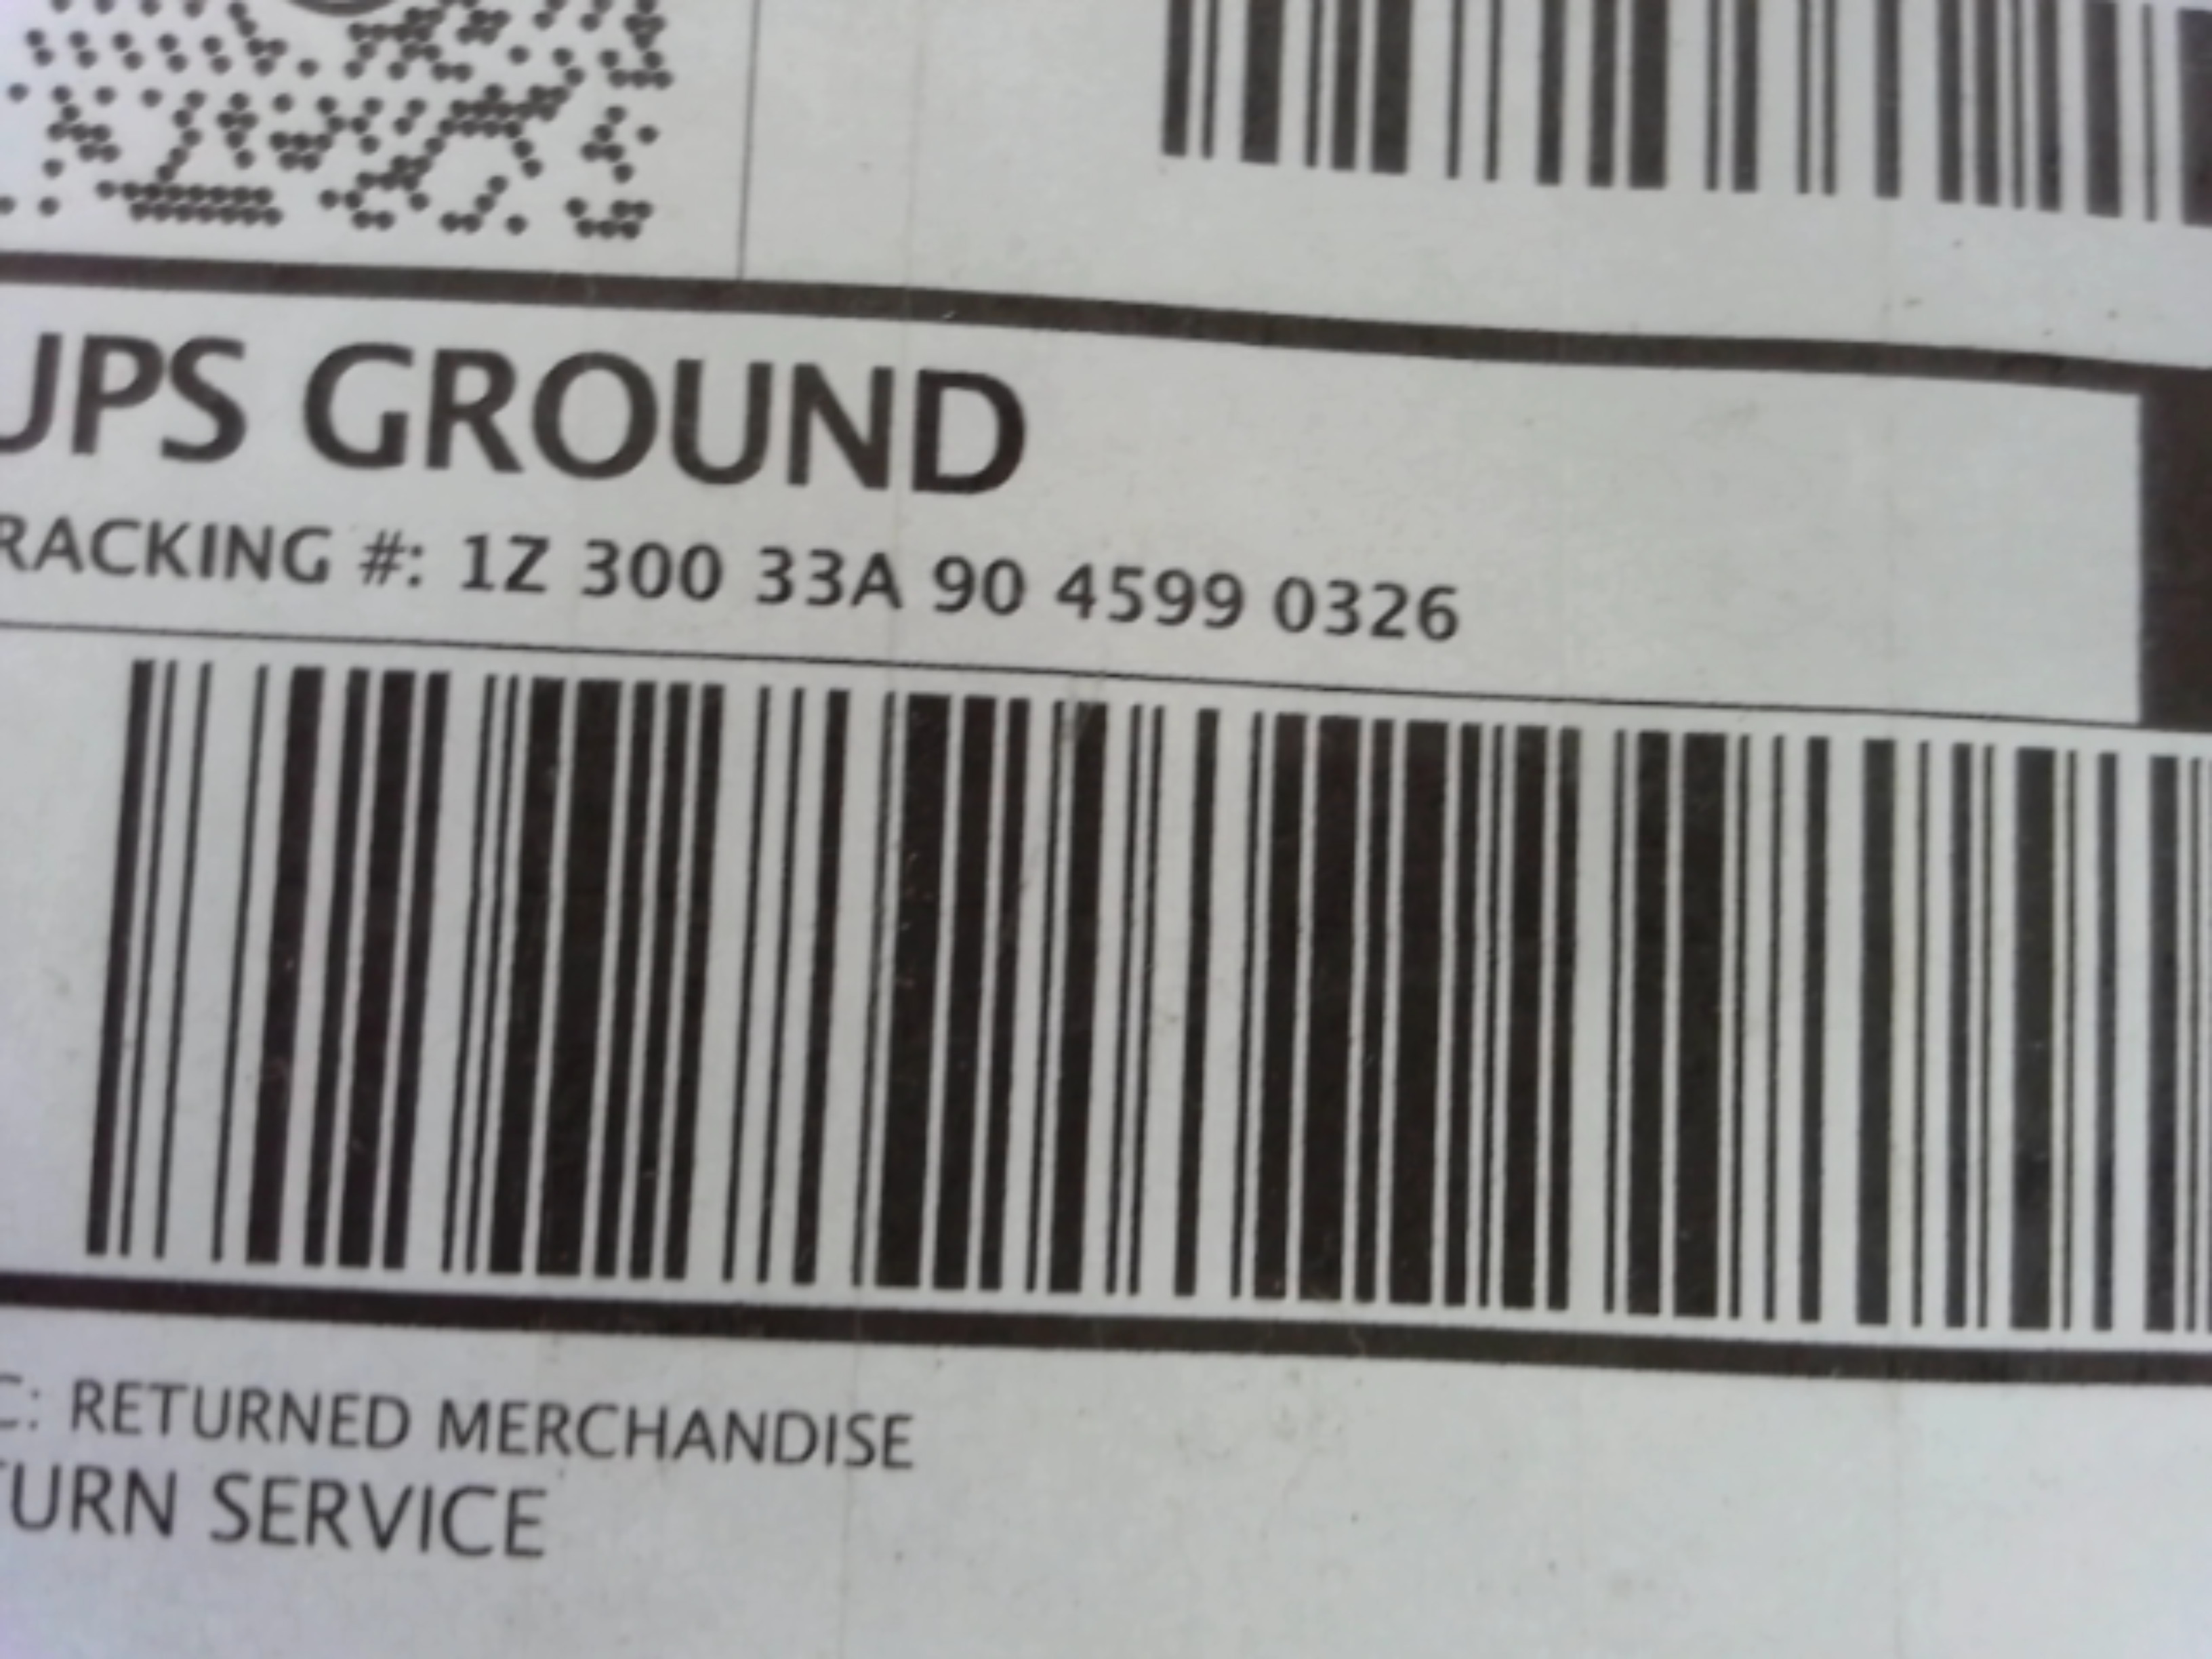 UPS GROUND
RACKING #: 1Z 300 33A 90 4599 0326
C: RETURNED MERCHANDISE
TURN SERVICE